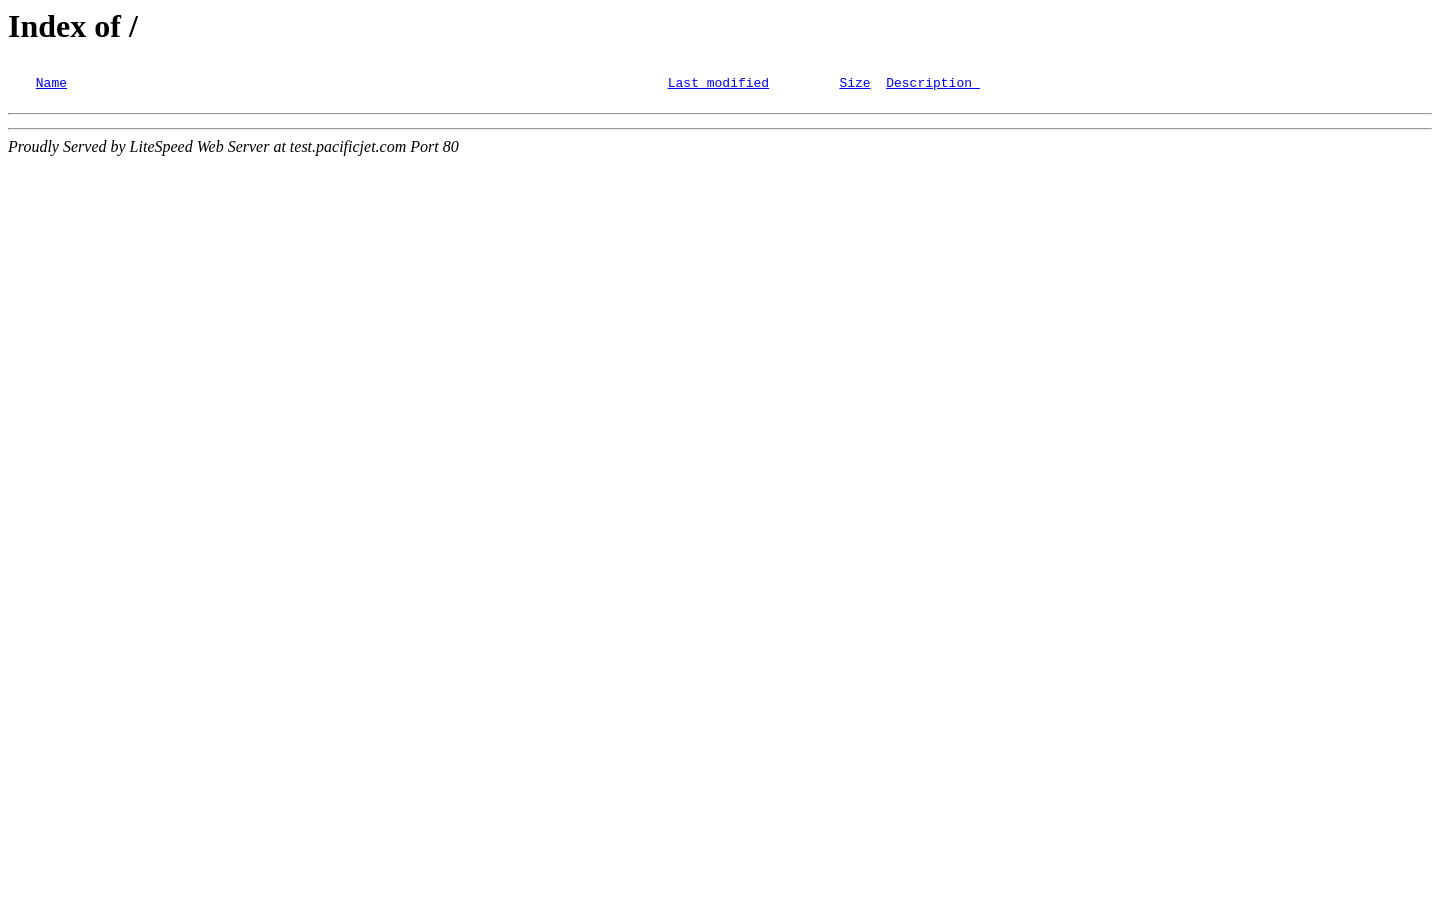 Index of /
Name Last modified Size Description
Proudly Served by LiteSpeed Web Server at test.pacificjet.com Port 80